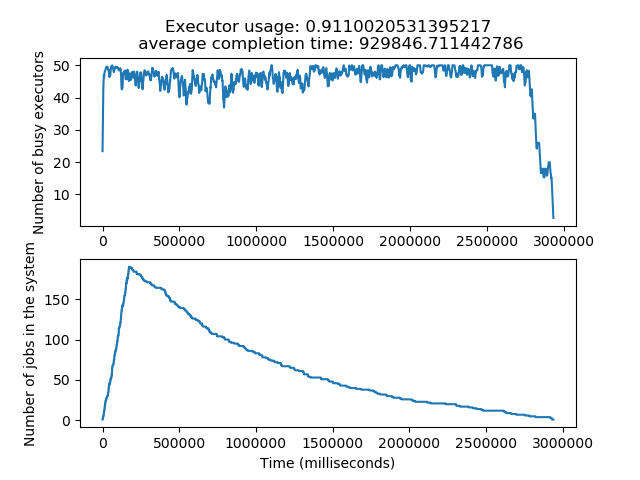 Executor usage: 0.9110020531395217
average completion time: 929846.711442786
Number of busy executors
50
40
30
20
10
0 500000 1000000 1500000 2000000 2500000 3000000
Number of jobs in the system
150
100
50
0
0 500000 1000000 1500000 2000000 2500000 3000000
Time (milliseconds)